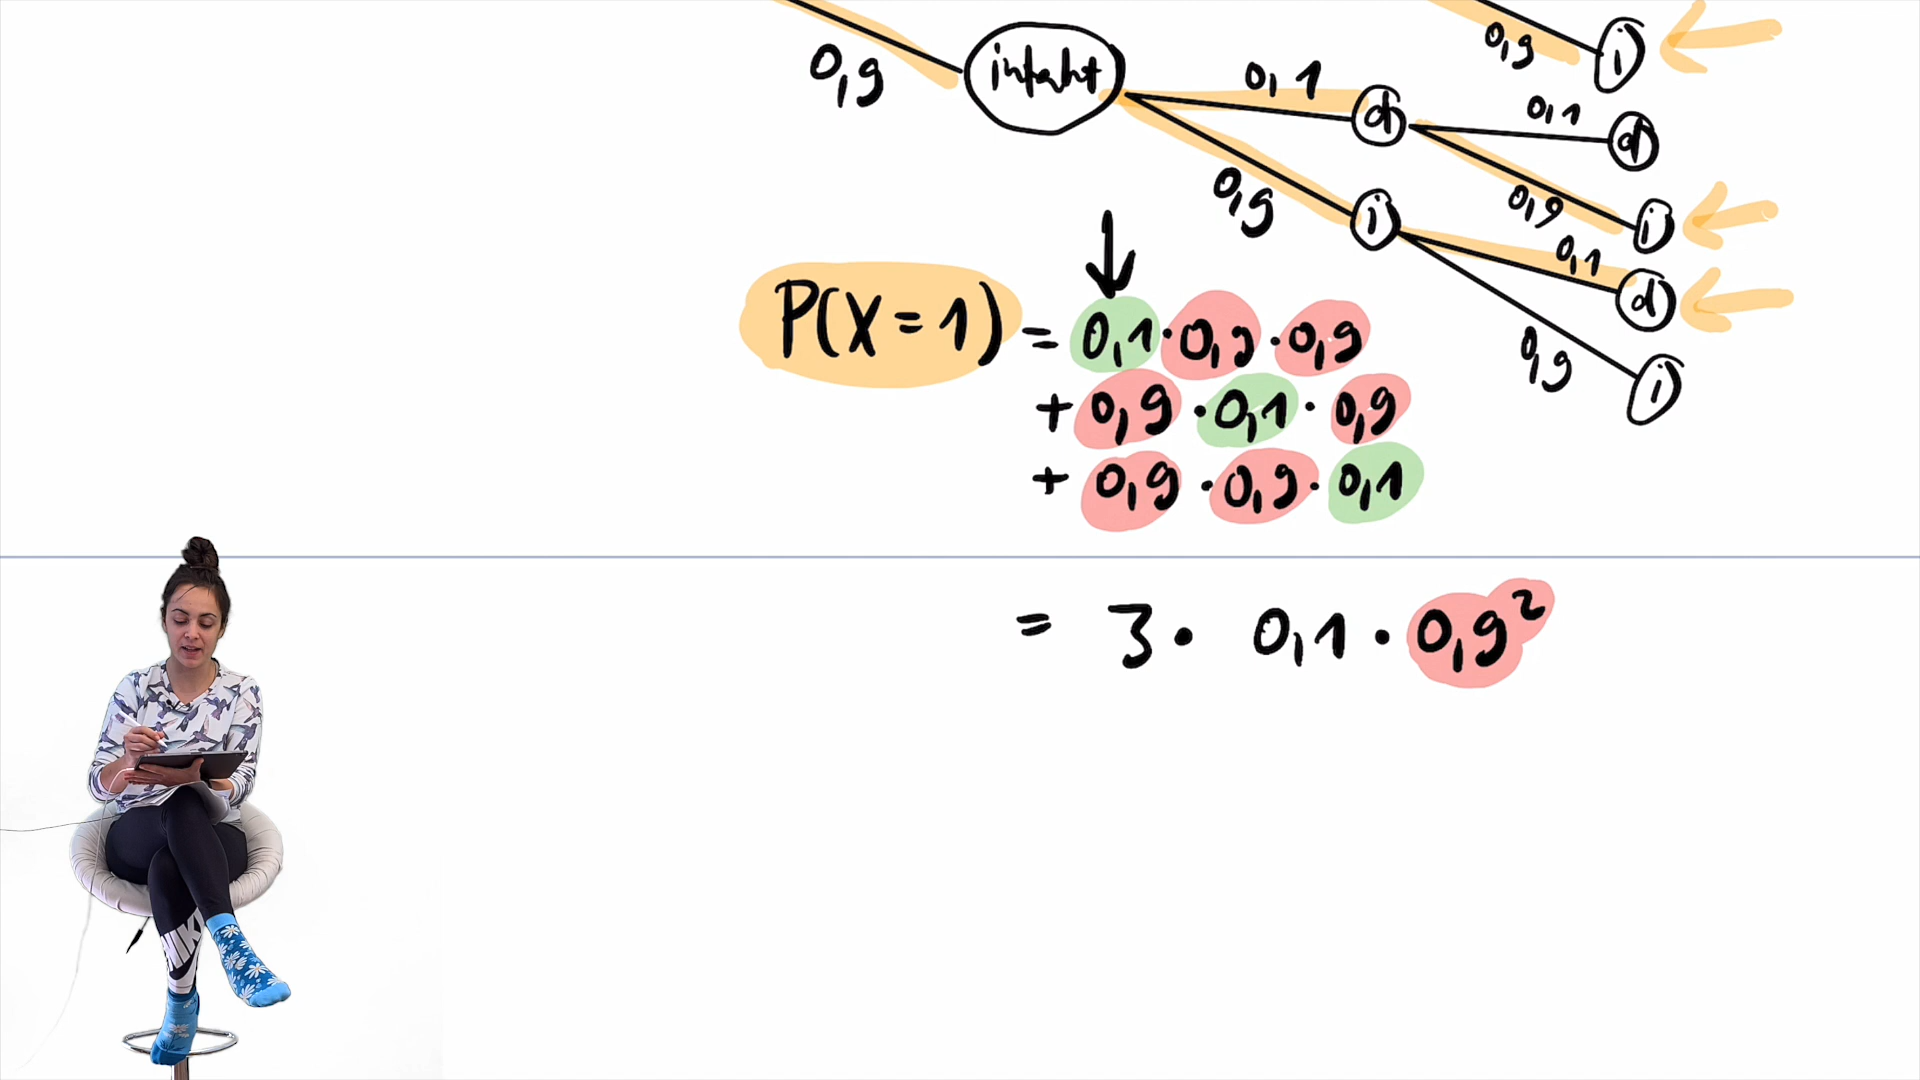 0,9
0,9
i
intakt
0,1
d
0,1
d
0,9
0,9
i
i
0,1
d
0,9
i
P(X = 1) = 0,1 · 0,9 · 0,9
+ 0,9 · 0,1 · 0,9
+ 0,9 · 0,9 · 0,1
= 3 · 0,1 · 0,9²